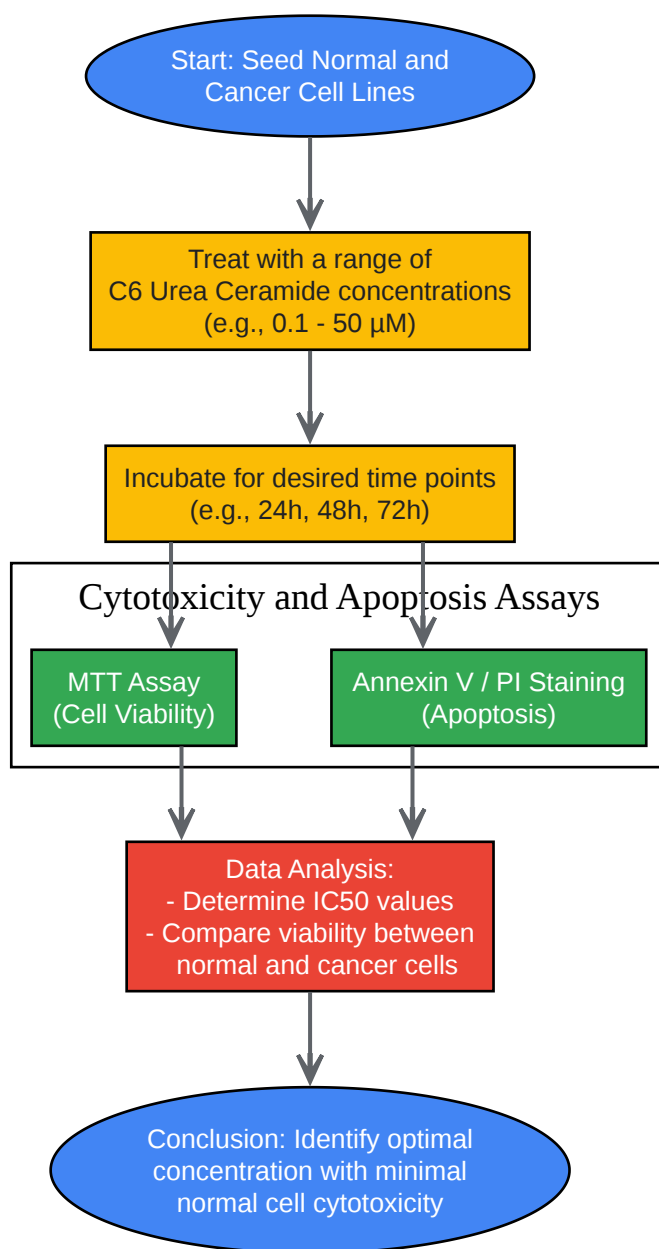 Start: Seed Normal and
Cancer Cell Lines
Treat with a range of
C6 Urea Ceramide concentrations
(e.g., 0.1 - 50 µM)
Incubate for desired time points
(e.g., 24h, 48h, 72h)
Cytotoxicity and Apoptosis Assays
MTT Assay
(Cell Viability)
Annexin V / PI Staining
(Apoptosis)
Data Analysis:
- Determine IC50 values
- Compare viability between
normal and cancer cells
Conclusion: Identify optimal
concentration with minimal
normal cell cytotoxicity